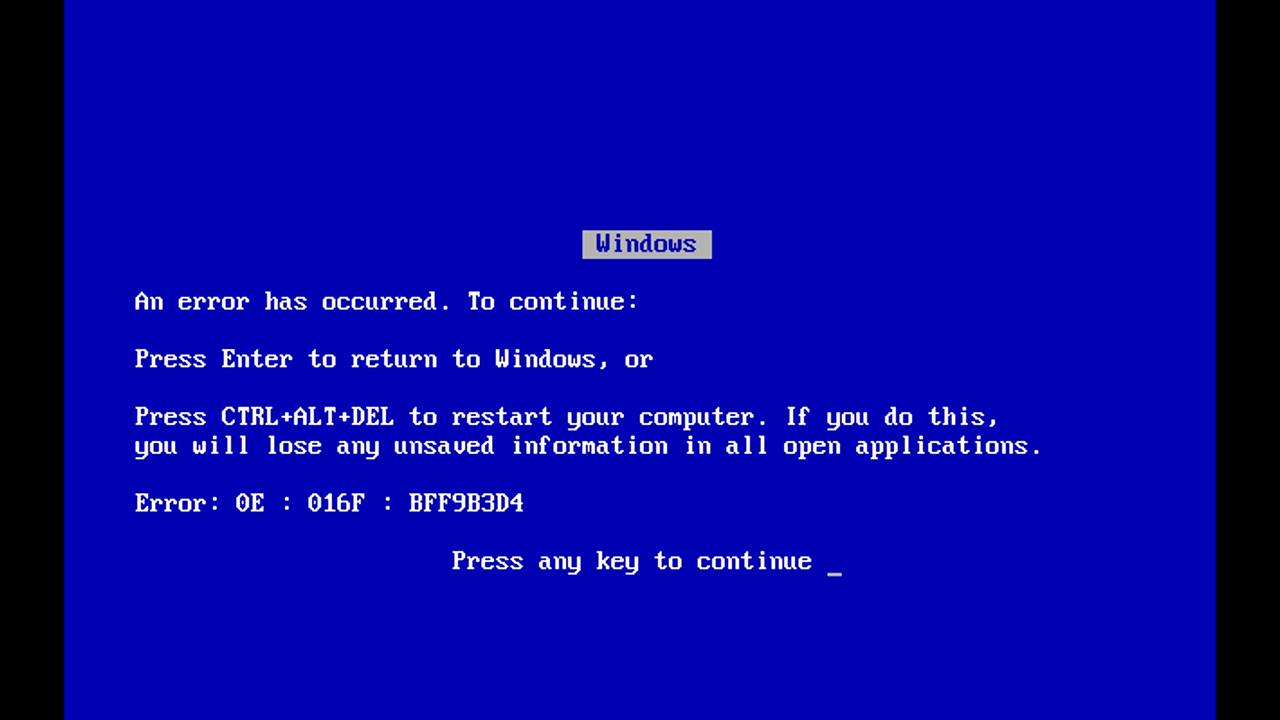 Windows
An error has occurred. To continue:
Press Enter to return to Windows, or
Press CTRL+ALT+DEL to restart your computer. If you do this,
you will lose any unsaved information in all open applications.
Error: 0E : 016F : BFF9B3D4
Press any key to continue _